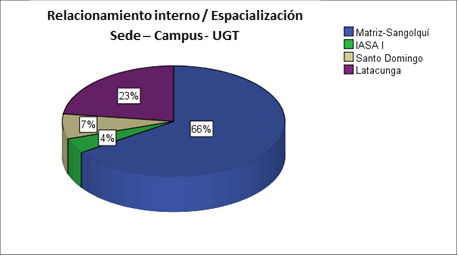 Relacionamiento interno / Espacialización
Sede – Campus - UGT
Matriz-Sangolquí
IASA I
Santo Domingo
Latacunga
23%
7%
4%
66%